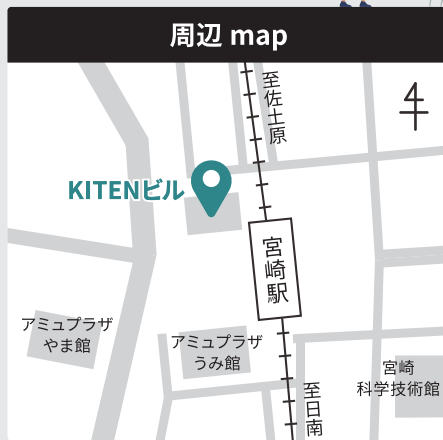 周辺 map
至佐土原
KITENビル
宮崎駅
アミュプラザ
やま館
アミュプラザ
うみ館
宮崎
科学技術館
至日南